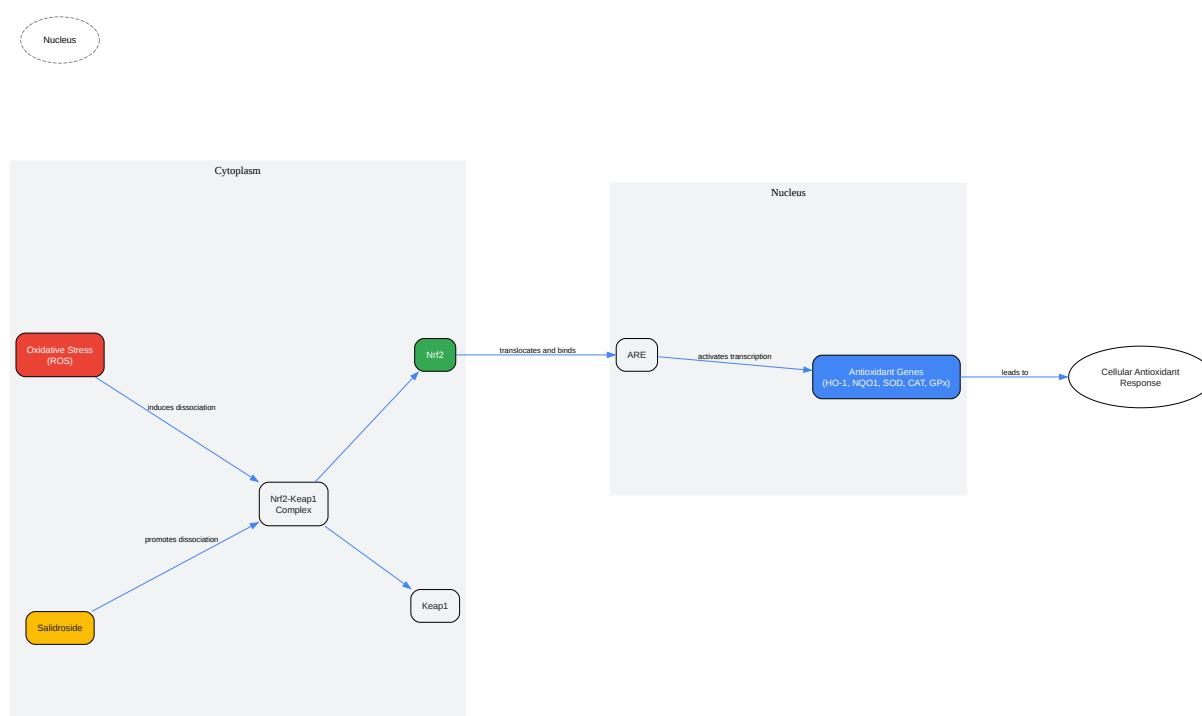 Nucleus
Cytoplasm
Nucleus
Oxidative Stress
(ROS)
induces dissociation
Nrf2-Keap1
Complex
promotes dissociation
Salidroside
Nrf2
Keap1
translocates and binds
ARE
activates transcription
Antioxidant Genes
(HO-1, NQO1, SOD, CAT, GPx)
leads to
Cellular Antioxidant
Response